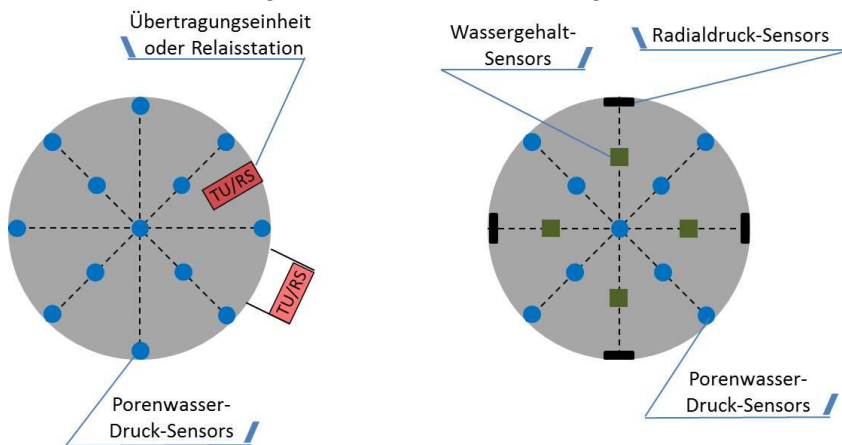 Übertragungseinheit
oder Relaisstation
Wassergehalt-
Sensors
Radialdruck-Sensors
TU/RS
TU/RS
Porenwasser-
Druck-Sensors
Porenwasser-
Druck-Sensors